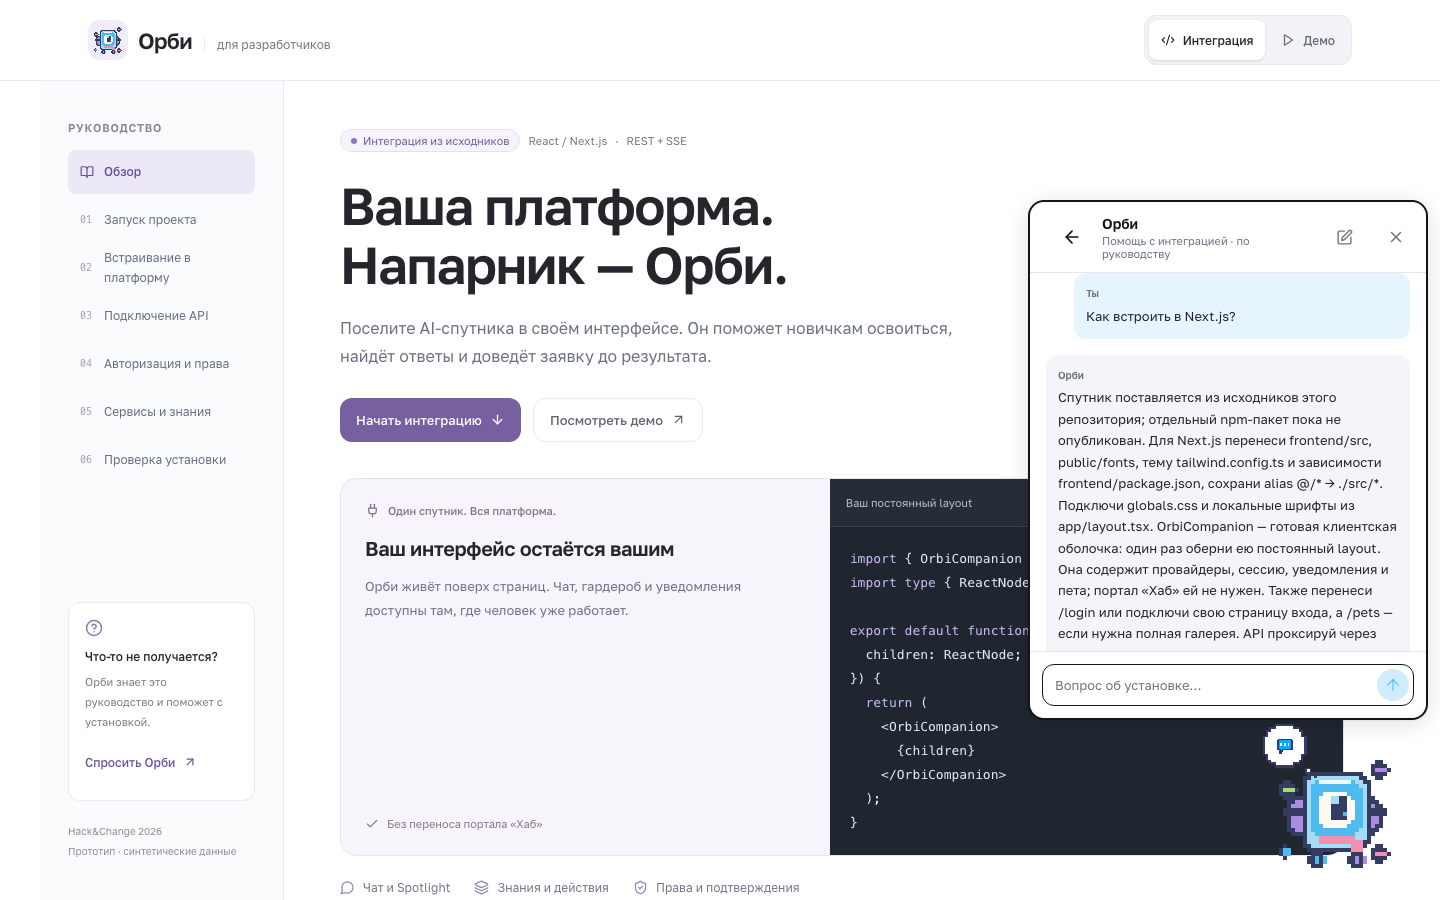 Орби
для разработчиков
Интеграция
Демо
РУКОВОДСТВО
Обзор
01 Запуск проекта
02 Встраивание в
платформу
03 Подключение API
04 Авторизация и права
05 Сервисы и знания
06 Проверка установки
Что-то не получается?
Орби знает это
руководство и поможет с
установкой.
Спросить Орби
Hack&Change 2026
Прототип · синтетические данные
Интеграция из исходников
React / Next.js · REST + SSE
Ваша платформа.
Напарник — Орби.
Поселите AI-спутника в своём интерфейсе. Он поможет новичкам освоиться,
найдёт ответы и доведёт заявку до результата.
Начать интеграцию
Посмотреть демо
Один спутник. Вся платформа.
Ваш интерфейс остаётся вашим
Орби живёт поверх страниц. Чат, гардероб и уведомления
доступны там, где человек уже работает.
Без переноса портала «Хаб»
Ваш постоянный layout
import { OrbiCompanion
import type { ReactNode
export default function
children: ReactNode;
}) {
return (
<OrbiCompanion>
{children}
</OrbiCompanion>
);
}
Чат и Spotlight
Знания и действия
Права и подтверждения
Орби
Помощь с интеграцией · по
руководству
Ты
Как встроить в Next.js?
Орби
Спутник поставляется из исходников этого
репозитория; отдельный npm-пакет пока не
опубликован. Для Next.js перенеси frontend/src,
public/fonts, тему tailwind.config.ts и зависимости
frontend/package.json, сохрани alias @/* → ./src/*.
Подключи globals.css и локальные шрифты из
app/layout.tsx. OrbiCompanion — готовая клиентская
оболочка: один раз оберни ею постоянный layout.
Она содержит провайдеры, сессию, уведомления и
пета; портал «Хаб» ей не нужен. Также перенеси
/login или подключи свою страницу входа, а /pets —
если нужна полная галерея. API проксируй через
Вопрос об установке...